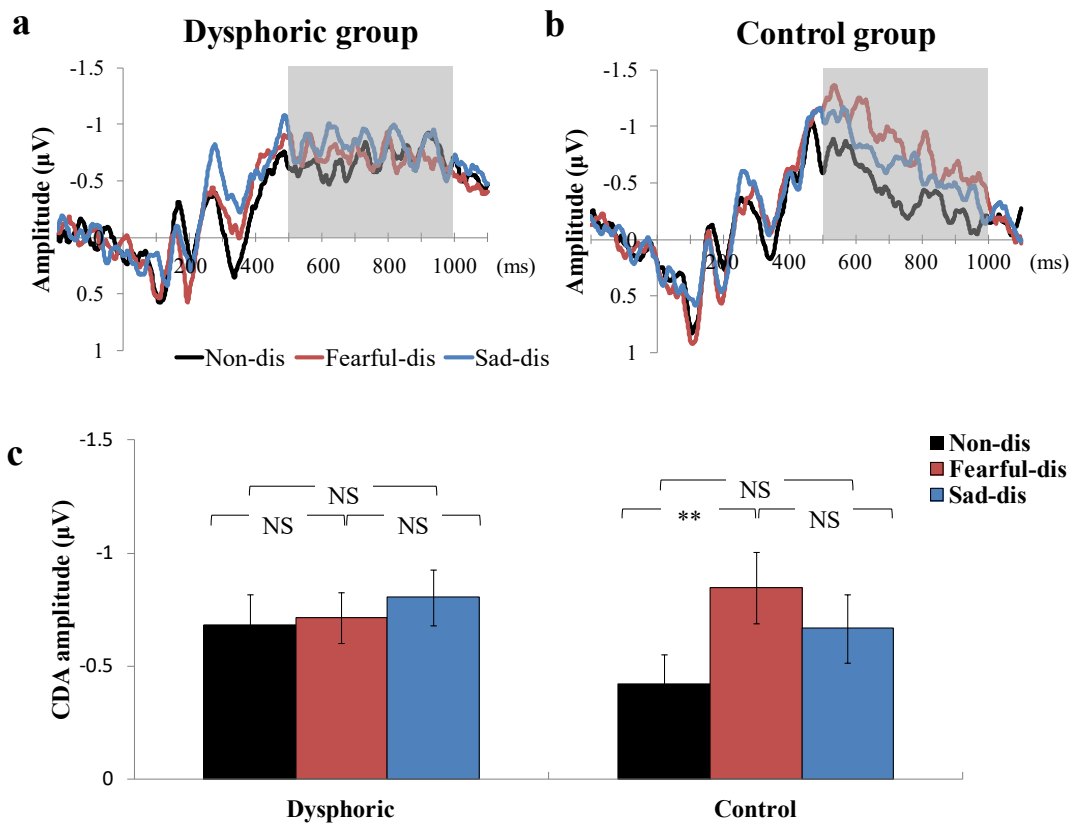 a
Dysphoric group
-1.5
-1
-0.5
0.5
1
Amplitude (µV)
200 400 600 800 1000 (ms)
Non-dis Fearful-dis Sad-dis
b
Control group
-1.5
-1
-0.5
0
0.5
1
Amplitude (µV)
200 400 600 800 1000 (ms)
c
-1.5
-1
-0.5
0
CDA amplitude (µV)
NS
NS NS
NS
** NS
Non-dis
Fearful-dis
Sad-dis
Dysphoric Control